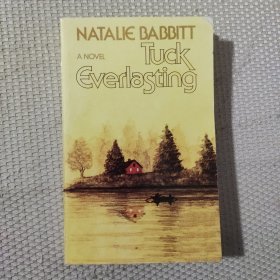 NATALIE BABBITT
A NOVEL
Tuck
Everlasting